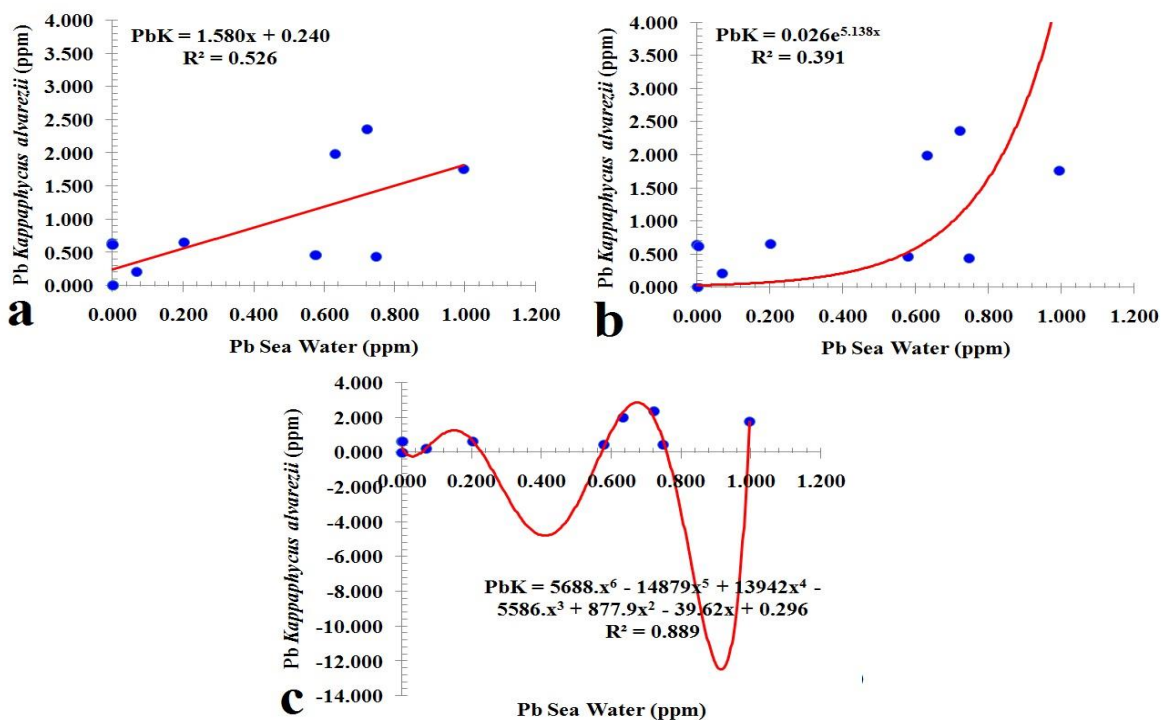 4.000
3.500
3.000
2.500
2.000
1.500
1.000
0.500
0.000
Pb Kappaphycus alvarezii (ppm)
PbK = 1.580x + 0.240
R² = 0.526
0.000 0.200 0.400 0.600 0.800 1.000 1.200
Pb Sea Water (ppm)
a
4.000
3.500
3.000
2.500
2.000
1.500
1.000
0.500
0.000
Pb Kappaphycus alvarezii (ppm)
PbK = 0.026e^5.138x
R² = 0.391
0.000 0.200 0.400 0.600 0.800 1.000 1.200
Pb Sea Water (ppm)
b
4.000
2.000
0.000
-2.000
-4.000
-6.000
-8.000
-10.000
-12.000
-14.000
Pb Kappaphycus alvarezii (ppm)
0.000 0.200 0.400 0.600 0.800 1.000 1.200
PbK = 5688.x⁶ - 14879x⁵ + 13942x⁴ -
5586.x³ + 877.9x² - 39.62x + 0.296
R² = 0.889
Pb Sea Water (ppm)
c